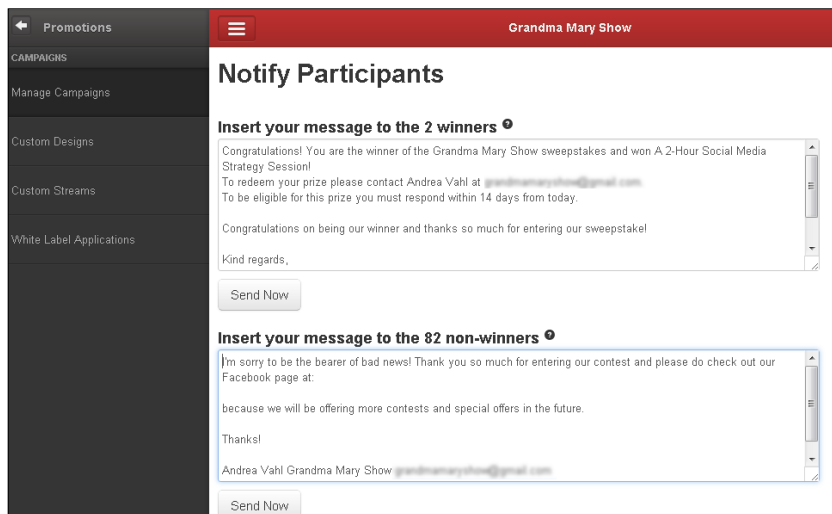 Promotions
Grandma Mary Show
CAMPAIGNS
Manage Campaigns
Custom Designs
Custom Streams
White Label Applications
Notify Participants
Insert your message to the 2 winners ?
Congratulations! You are the winner of the Grandma Mary Show sweepstakes and won A 2-Hour Social Media
Strategy Session!
To redeem your prize please contact Andrea Vahl at
To be eligible for this prize you must respond within 14 days from today.
Congratulations on being our winner and thanks so much for entering our sweepstake!
Kind regards,
Send Now
Insert your message to the 82 non-winners ?
I'm sorry to be the bearer of bad news! Thank you so much for entering our contest and please do check out our
Facebook page at:
because we will be offering more contests and special offers in the future.
Thanks!
Andrea Vahl Grandma Mary Show
Send Now